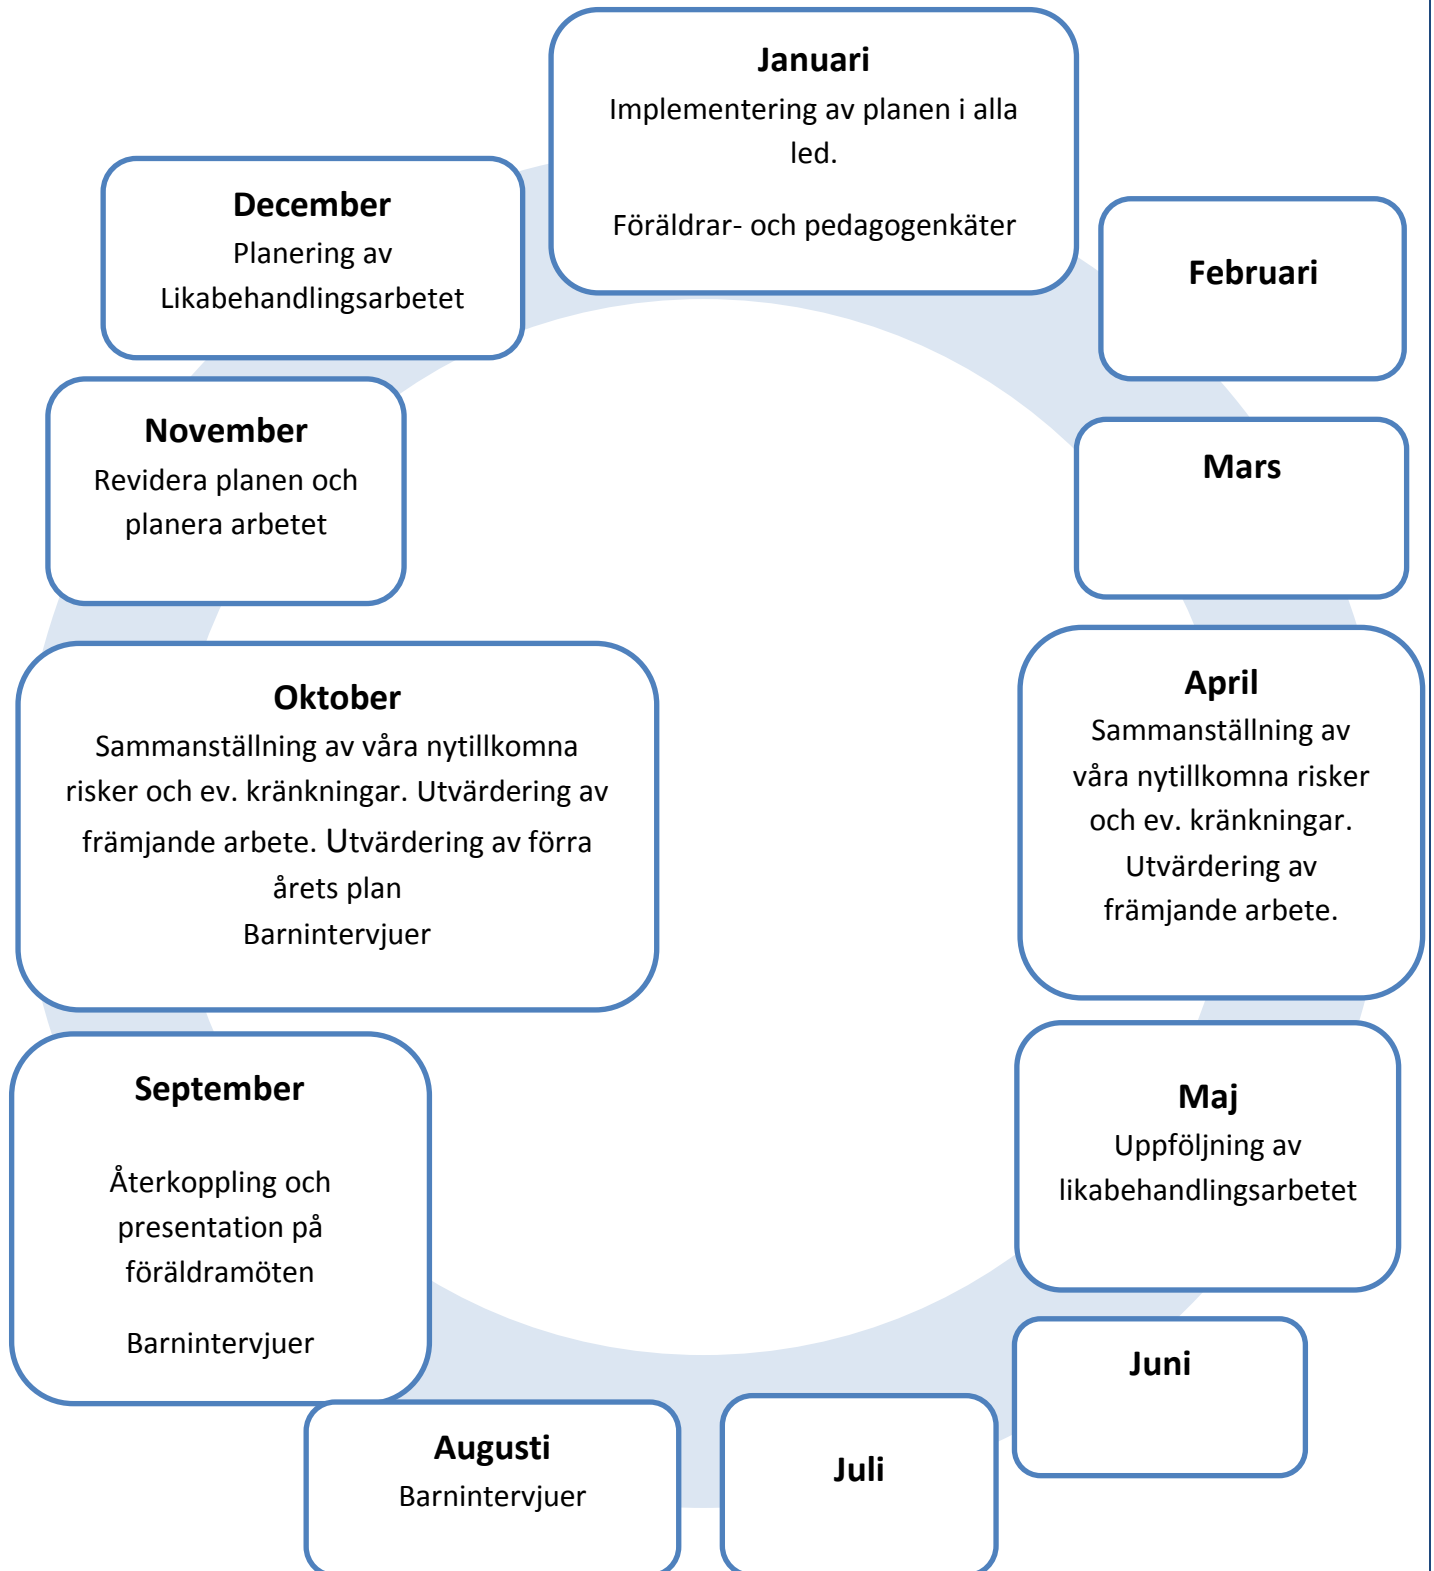 Januari
Implementering av planen i alla
led.
Föräldrar- och pedagogenkäter
Februari
Mars
April
Sammanställning av
våra nytillkomna risker
och ev. kränkningar.
Utvärdering av
främjande arbete.
Maj
Uppföljning av
likabehandlingsarbetet
Juni
Juli
Augusti
Barnintervjuer
September
Återkoppling och
presentation på
föräldramöten
Barnintervjuer
Oktober
Sammanställning av våra nytillkomna
risker och ev. kränkningar. Utvärdering av
främjande arbete. Utvärdering av förra
årets plan
Barnintervjuer
November
Revidera planen och
planera arbetet
December
Planering av
Likabehandlingsarbetet